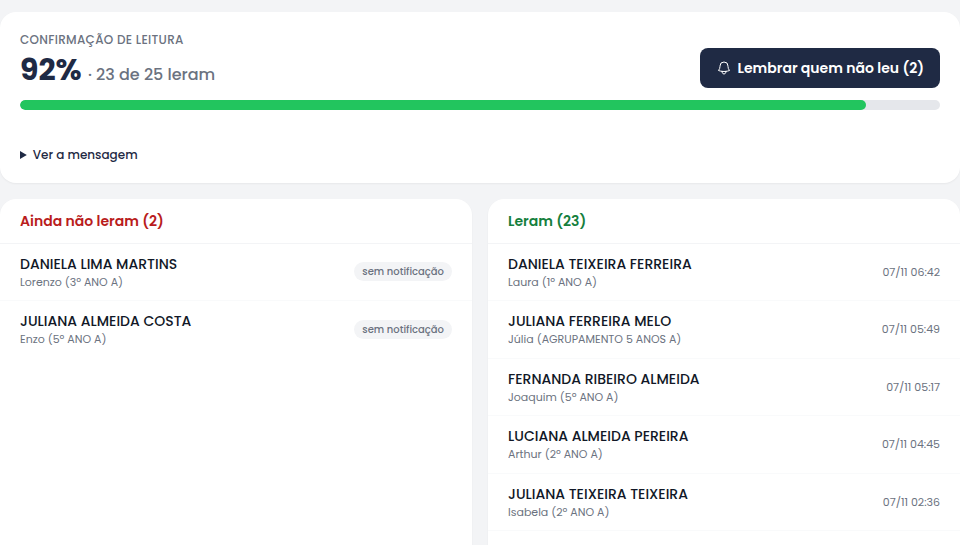 CONFIRMAÇÃO DE LEITURA
92% · 23 de 25 leram
Lembrar quem não leu (2)
Ver a mensagem
Ainda não leram (2)
DANIELA LIMA MARTINS
Lorenzo (3º ANO A)
sem notificação
JULIANA ALMEIDA COSTA
Enzo (5º ANO A)
sem notificação
Leram (23)
DANIELA TEIXEIRA FERREIRA
Laura (1º ANO A)
07/11 06:42
JULIANA FERREIRA MELO
Júlia (AGRUPAMENTO 5 ANOS A)
07/11 05:49
FERNANDA RIBEIRO ALMEIDA
Joaquim (5º ANO A)
07/11 05:17
LUCIANA ALMEIDA PEREIRA
Arthur (2º ANO A)
07/11 04:45
JULIANA TEIXEIRA TEIXEIRA
Isabela (2º ANO A)
07/11 02:36